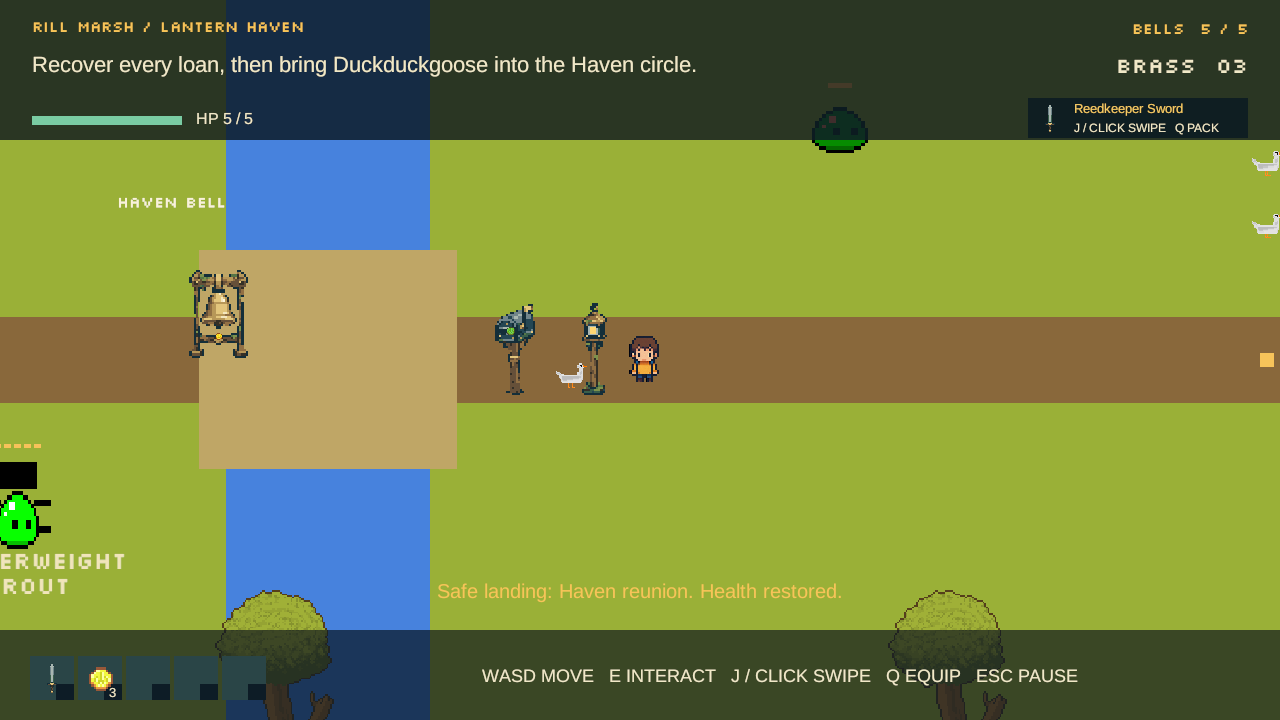 RILL MARSH / LANTERN HAVEN
BELLS 5 / 5
Recover every loan, then bring Duckduckgoose into the Haven circle.
BRASS 03
HP 5 / 5
Reedkeeper Sword
J / CLICK SWIPE Q PACK
HAVEN BELL
ERWEIGHT
ROUT
Safe landing: Haven reunion. Health restored.
3
WASD MOVE E INTERACT J / CLICK SWIPE Q EQUIP ESC PAUSE